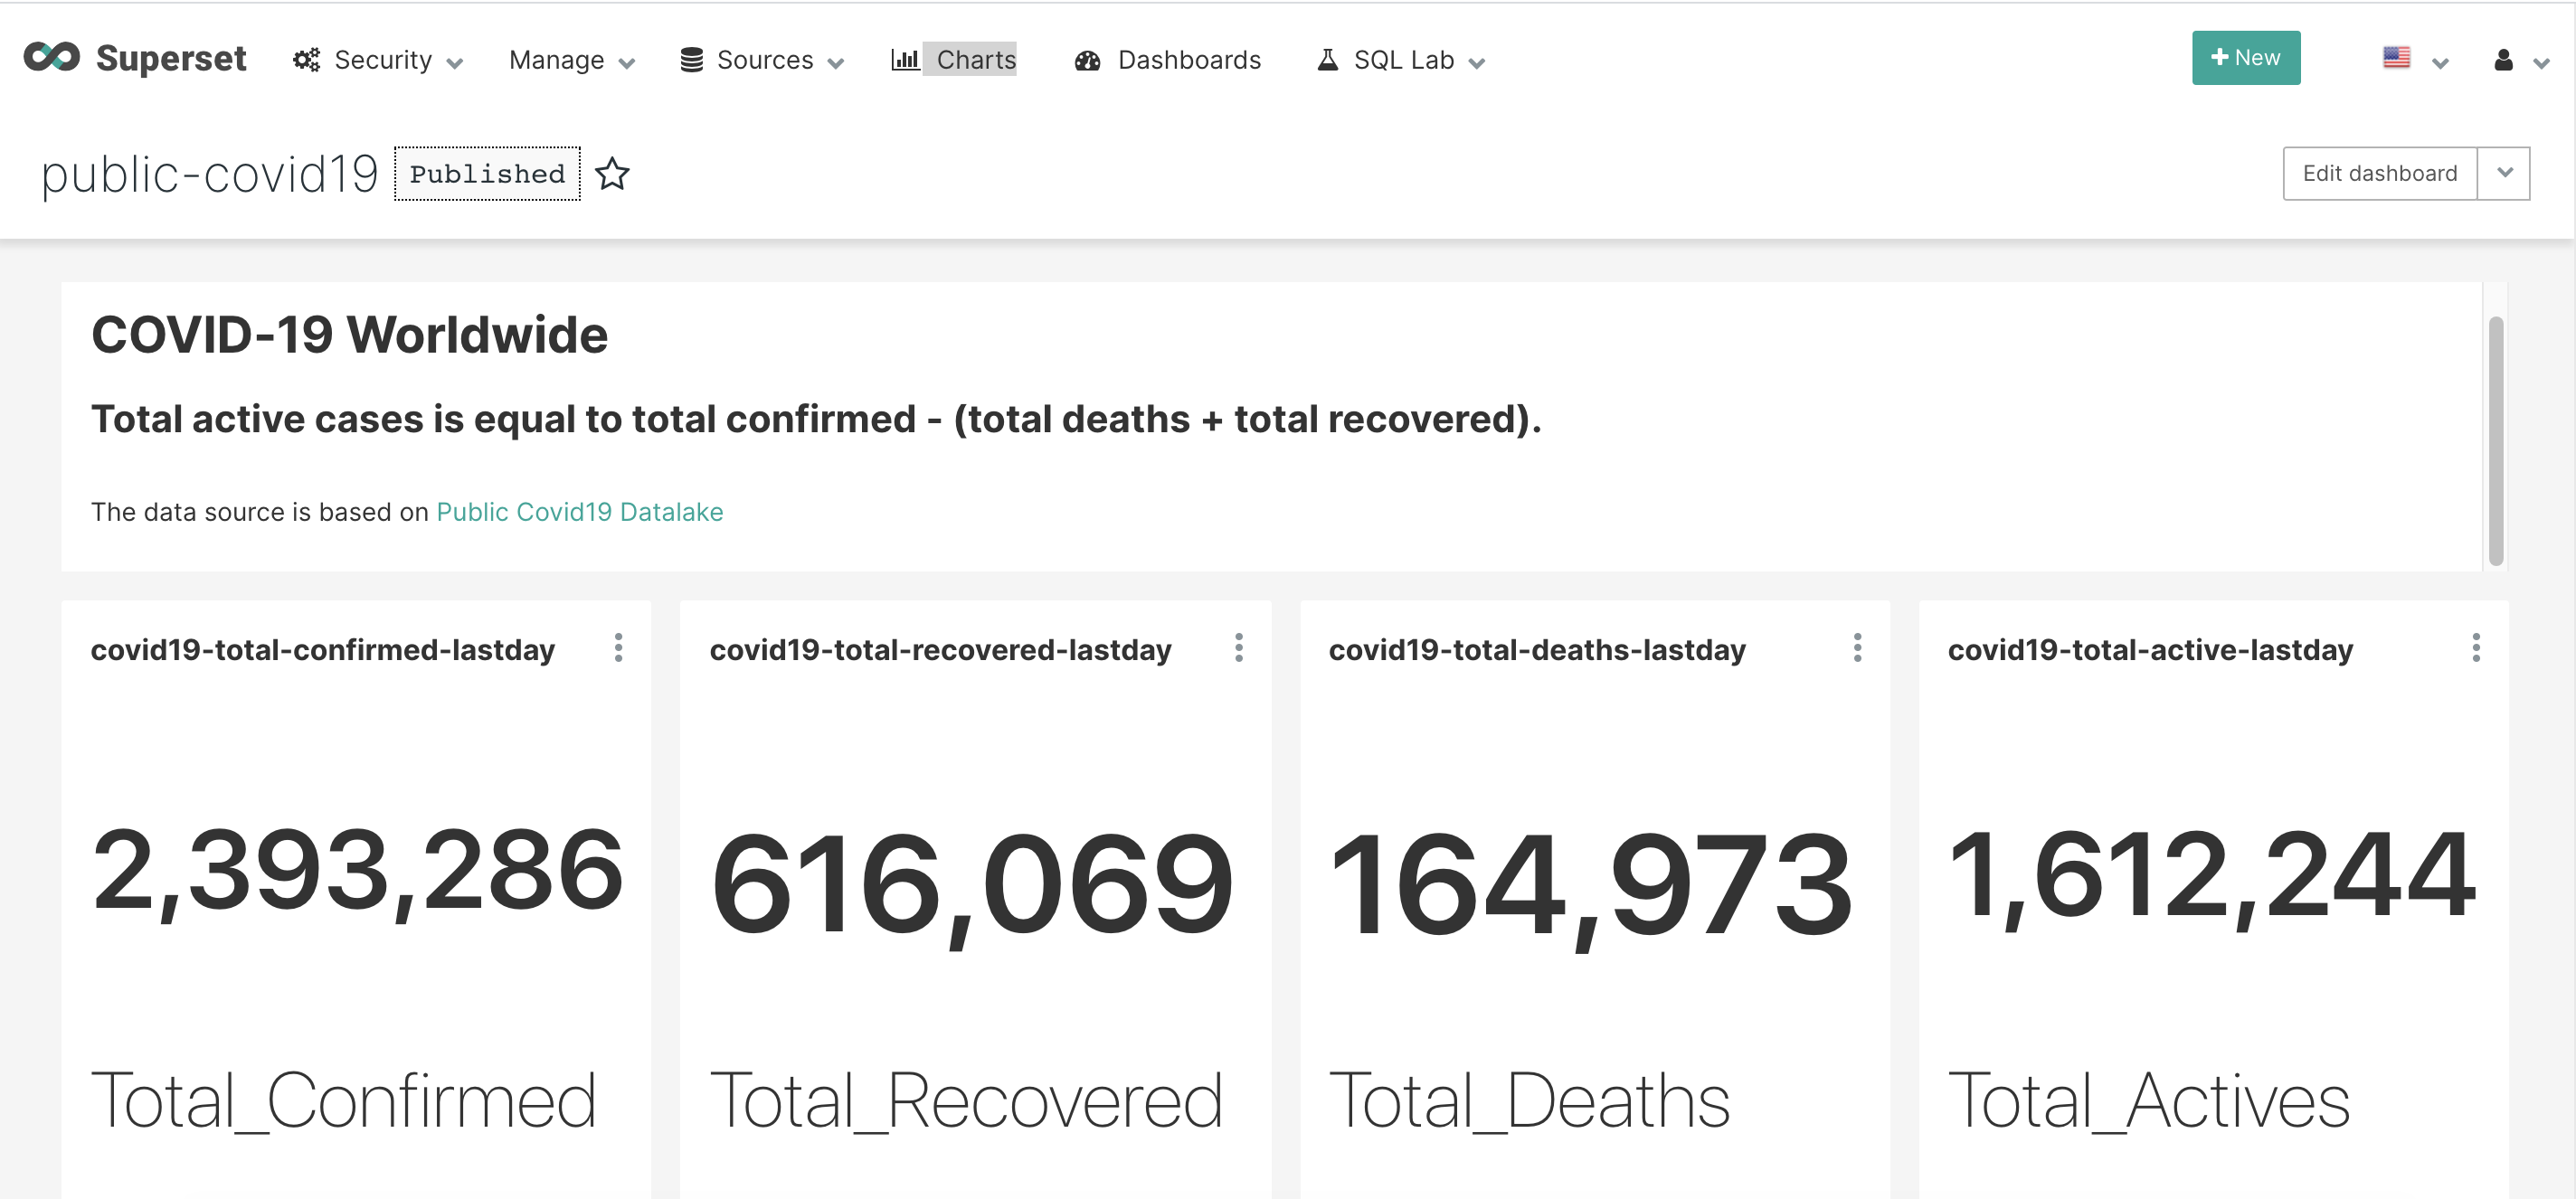 Superset Security Manage Sources Charts Dashboards SQL Lab + New
public-covid19 Published Edit dashboard
COVID-19 Worldwide
Total active cases is equal to total confirmed - (total deaths + total recovered).
The data source is based on Public Covid19 Datalake
covid19-total-confirmed-lastday
2,393,286
Total_Confirmed
covid19-total-recovered-lastday
616,069
Total_Recovered
covid19-total-deaths-lastday
164,973
Total_Deaths
covid19-total-active-lastday
1,612,244
Total_Actives